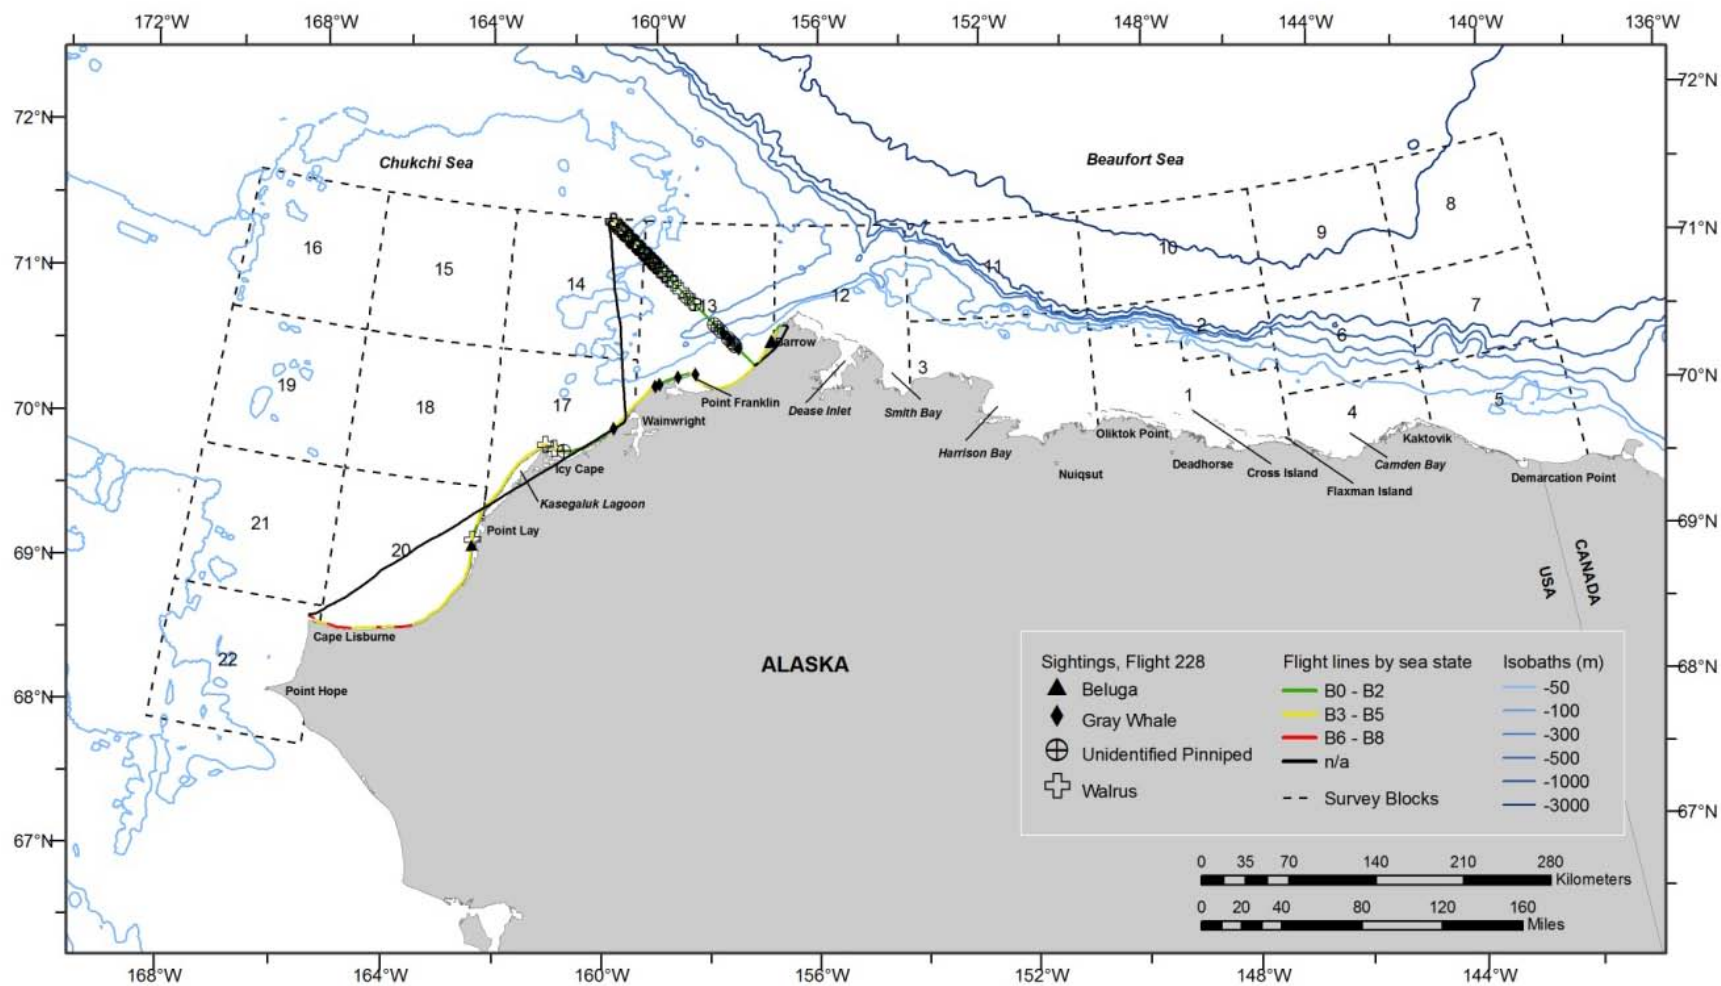 172°W 168°W 164°W 160°W 156°W 152°W 148°W 144°W 140°W 136°W
72°N 72°N
Chukchi Sea Beaufort Sea
8
9
16 10 71°N
15 11
71°N 14 12
13 7
2 6
Barrow
19 3 70°N
18 17 1 5
70°N Point Franklin Dease Inlet Smith Bay 4
Wainwright
Oliktok Point Kaktovik
Harrison Bay
Icy Cape Nuiqsut Deadhorse Cross Island Camden Bay
Flaxman Island Demarcation Point
Kasegaluk Lagoon
21 Point Lay 69°N
69°N 20
USA CANADA
Cape Lisburne
22 ALASKA 68°N
68°N Point Hope
67°N 67°N
Sightings, Flight 228
Beluga
Gray Whale
Unidentified Pinniped
Walrus
Flight lines by sea state
B0 - B2
B3 - B5
B6 - B8
n/a
Survey Blocks
Isobaths (m)
-50
-100
-300
-500
-1000
-3000
0 35 70 140 210 280
Kilometers
0 20 40 80 120 160
Miles
168°W 164°W 160°W 156°W 152°W 148°W 144°W